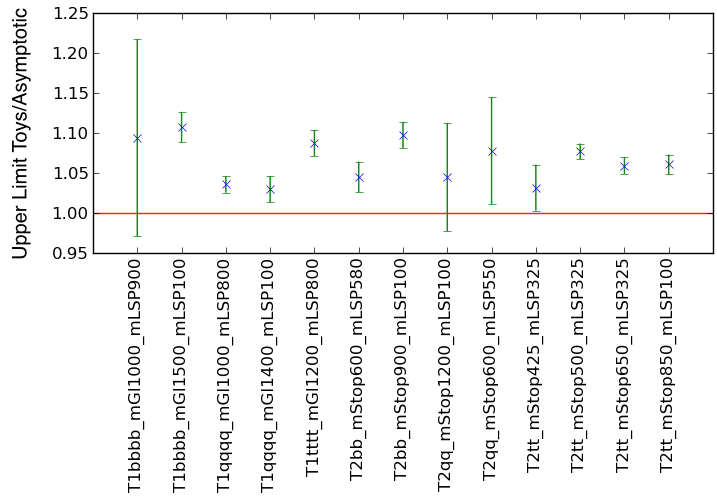 Upper Limit Toys/Asymptotic
1.25
1.20
1.15
1.10
1.05
1.00
0.95
T1bbbb_mGl1000_mLSP900
T1bbbb_mGl1500_mLSP100
T1qqqq_mGl1000_mLSP800
T1qqqq_mGl1400_mLSP100
T1tttt_mGl1200_mLSP800
T2bb_mStop600_mLSP580
T2bb_mStop900_mLSP100
T2qq_mStop1200_mLSP100
T2qq_mStop600_mLSP550
T2tt_mStop425_mLSP325
T2tt_mStop500_mLSP325
T2tt_mStop650_mLSP325
T2tt_mStop850_mLSP100